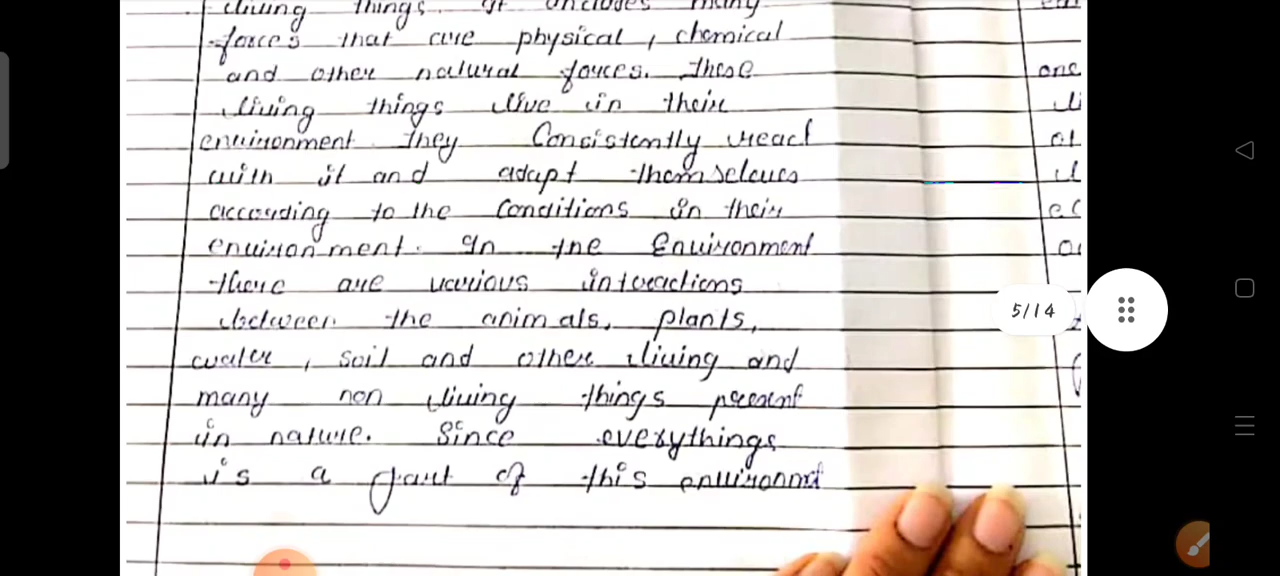 living things. It includes many
forces that are physical, chemical
and other natural forces. These
living things live in their
environment. they Consistently react
with it and adapt themselves
according to the Conditions in their
environment. In the Environment
there are various interactions
between the animals, plants,
water, soil and other living and
many non living things present
in nature. Since everythings
is a part of this
5/14